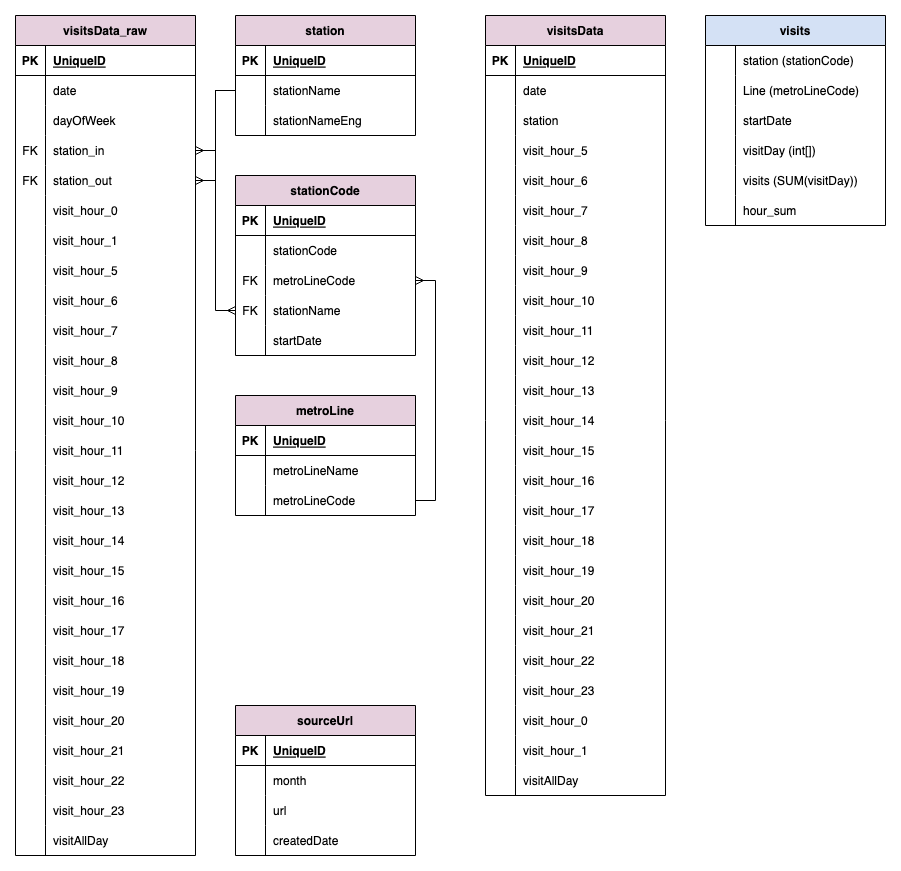 visitsData_raw
PK UniqueID
date
dayOfWeek
FK station_in
FK station_out
visit_hour_0
visit_hour_1
visit_hour_5
visit_hour_6
visit_hour_7
visit_hour_8
visit_hour_9
visit_hour_10
visit_hour_11
visit_hour_12
visit_hour_13
visit_hour_14
visit_hour_15
visit_hour_16
visit_hour_17
visit_hour_18
visit_hour_19
visit_hour_20
visit_hour_21
visit_hour_22
visit_hour_23
visitAllDay
station
PK UniqueID
stationName
stationNameEng
stationCode
PK UniqueID
stationCode
FK metroLineCode
FK stationName
startDate
metroLine
PK UniqueID
metroLineName
metroLineCode
sourceUrl
PK UniqueID
month
url
createdDate
visitsData
PK UniqueID
date
station
visit_hour_5
visit_hour_6
visit_hour_7
visit_hour_8
visit_hour_9
visit_hour_10
visit_hour_11
visit_hour_12
visit_hour_13
visit_hour_14
visit_hour_15
visit_hour_16
visit_hour_17
visit_hour_18
visit_hour_19
visit_hour_20
visit_hour_21
visit_hour_22
visit_hour_23
visit_hour_0
visit_hour_1
visitAllDay
visits
station (stationCode)
Line (metroLineCode)
startDate
visitDay (int[])
visits (SUM(visitDay))
hour_sum